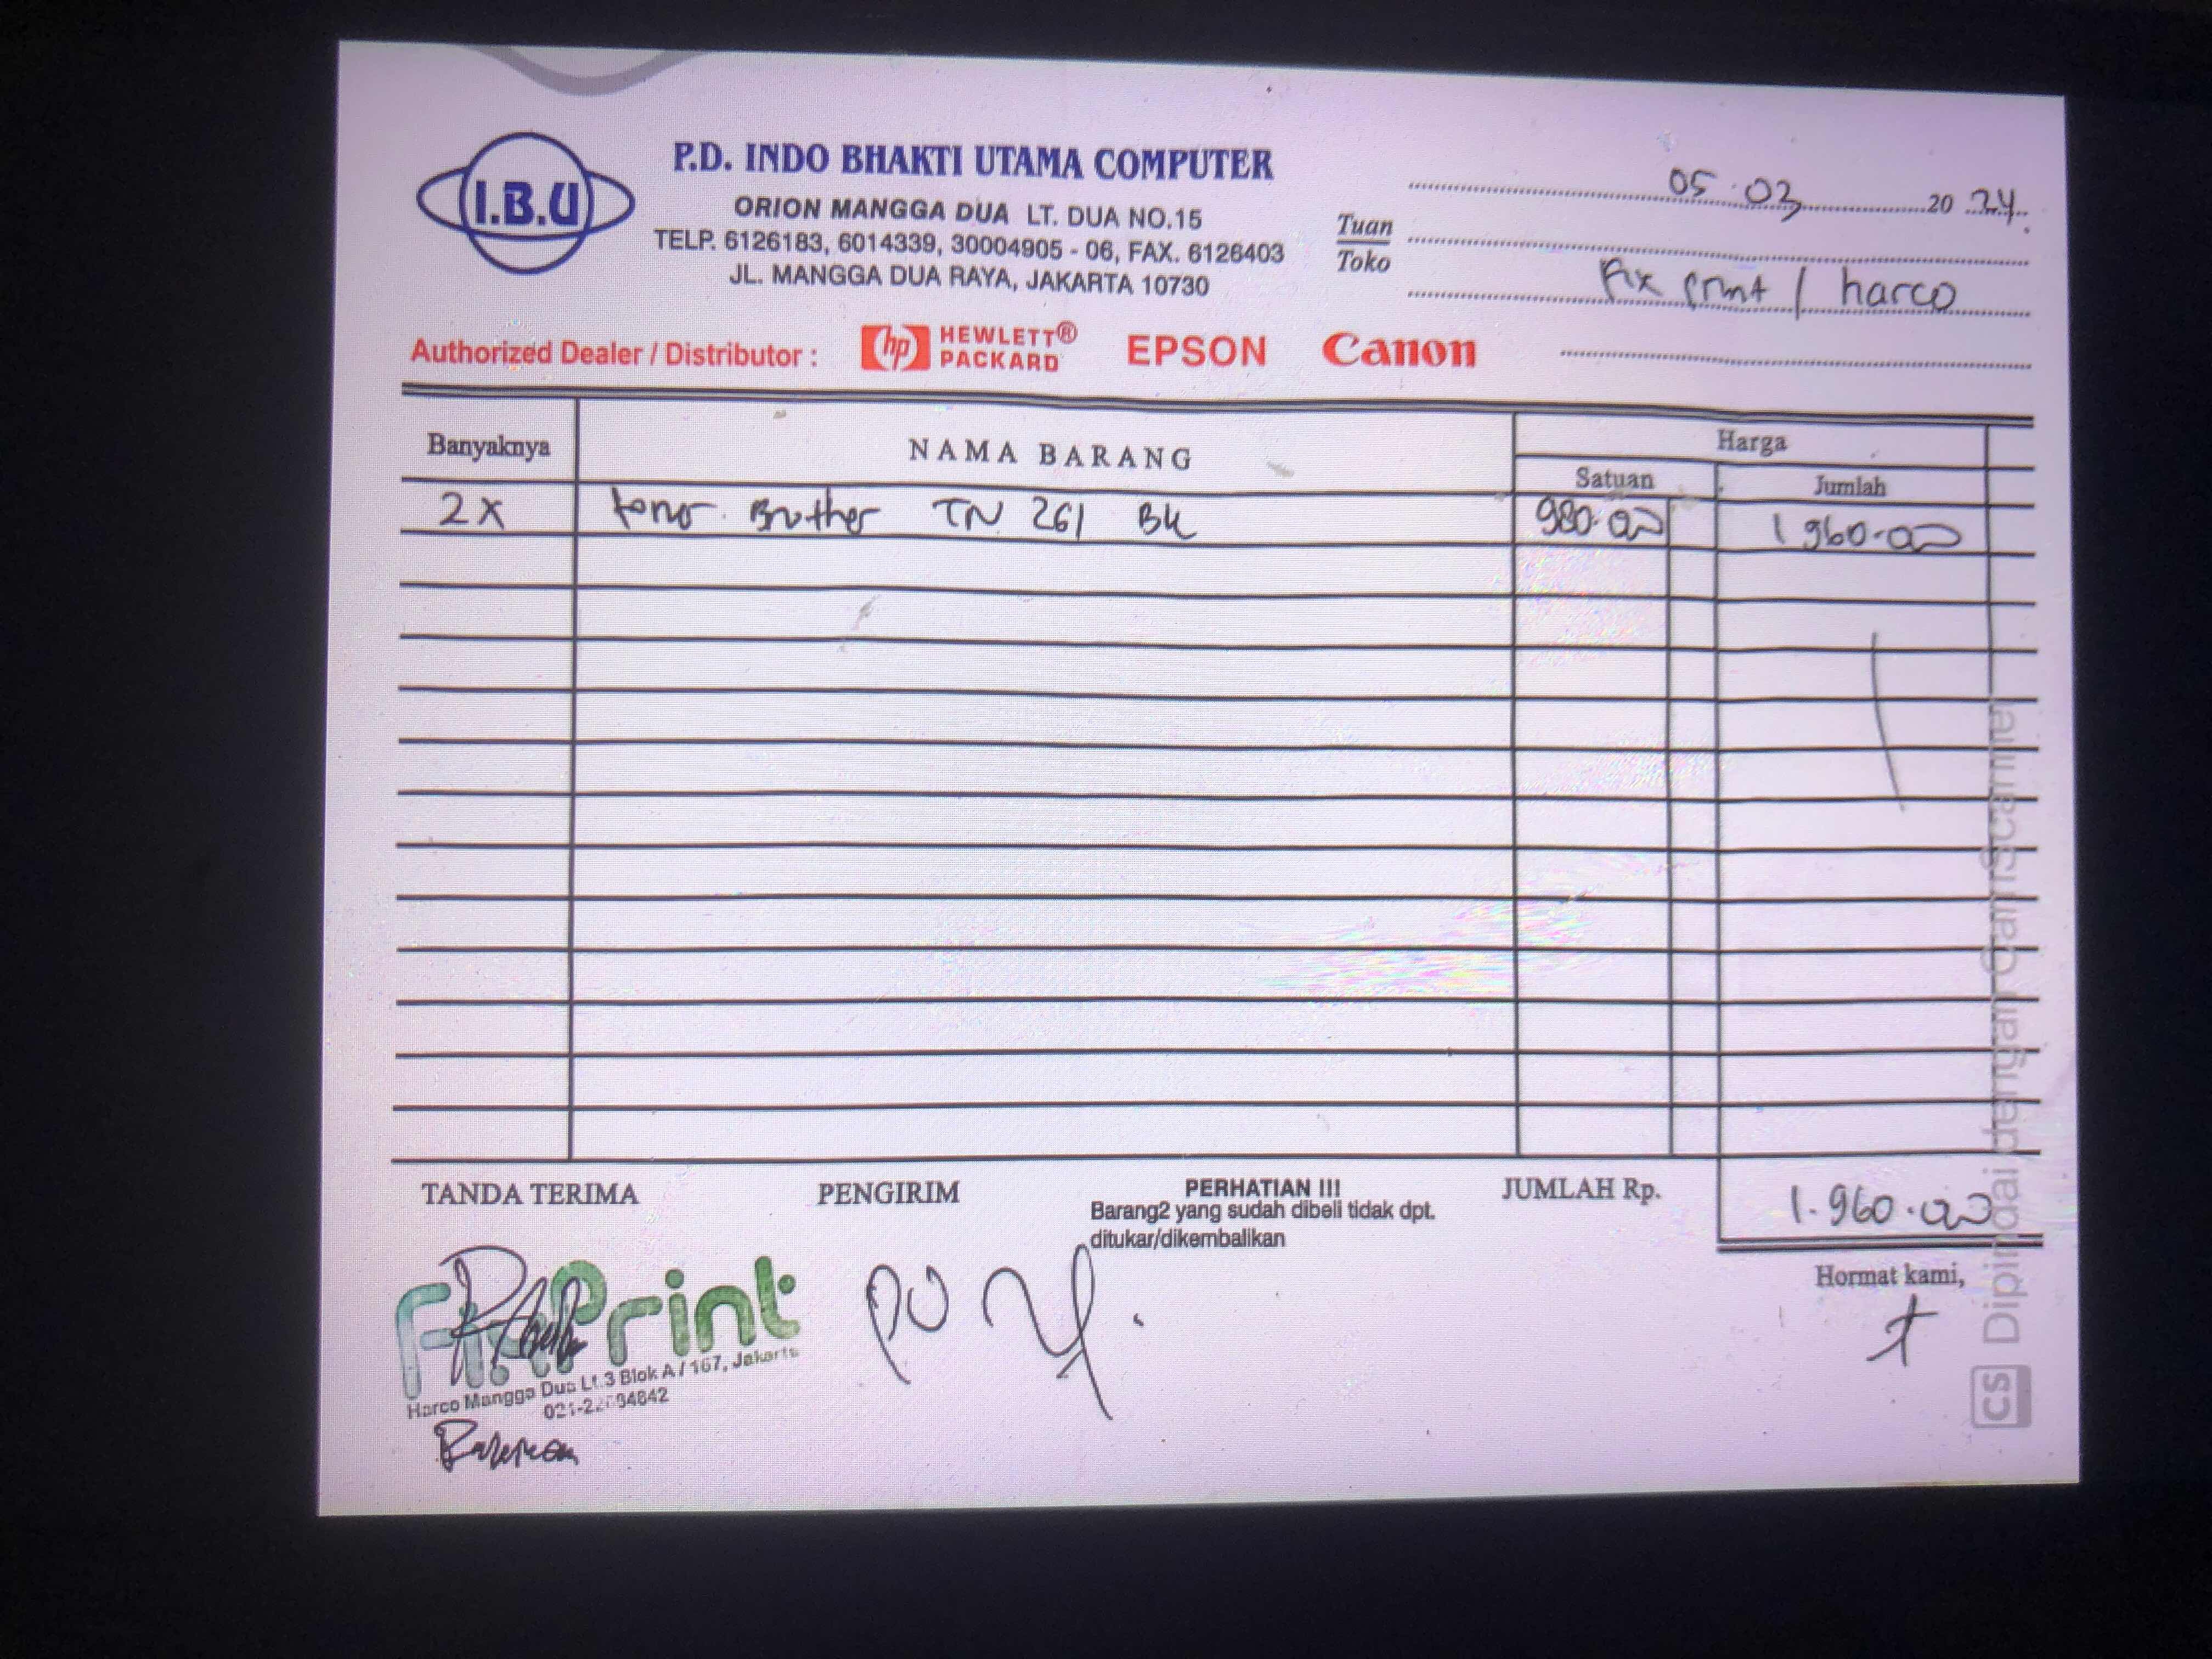 I.B.U
P.D. INDO BHAKTI UTAMA COMPUTER
ORION MANGGA DUA LT. DUA NO.15
TELP. 6126183, 6014339, 30004905 - 06, FAX. 6126403
JL. MANGGA DUA RAYA, JAKARTA 10730
05.03 20 24.
Tuan
Toko
Fix print / harco
Authorized Dealer / Distributor : hp HEWLETT® PACKARD EPSON Canon
Banyaknya NAMA BARANG Harga
Satuan Jumlah
2x toner Brother TN 261 BK 980.000 1.960.000
TANDA TERIMA PENGIRIM PERHATIAN !!! JUMLAH Rp. 1.960.000
Barang2 yang sudah dibeli tidak dpt.
ditukar/dikembalikan
Hormat kami,
FixPrint
Harco Mangga Dua Lt.3 Blok A / 167, Jakarta
CS Dipindai dengan CamScanner